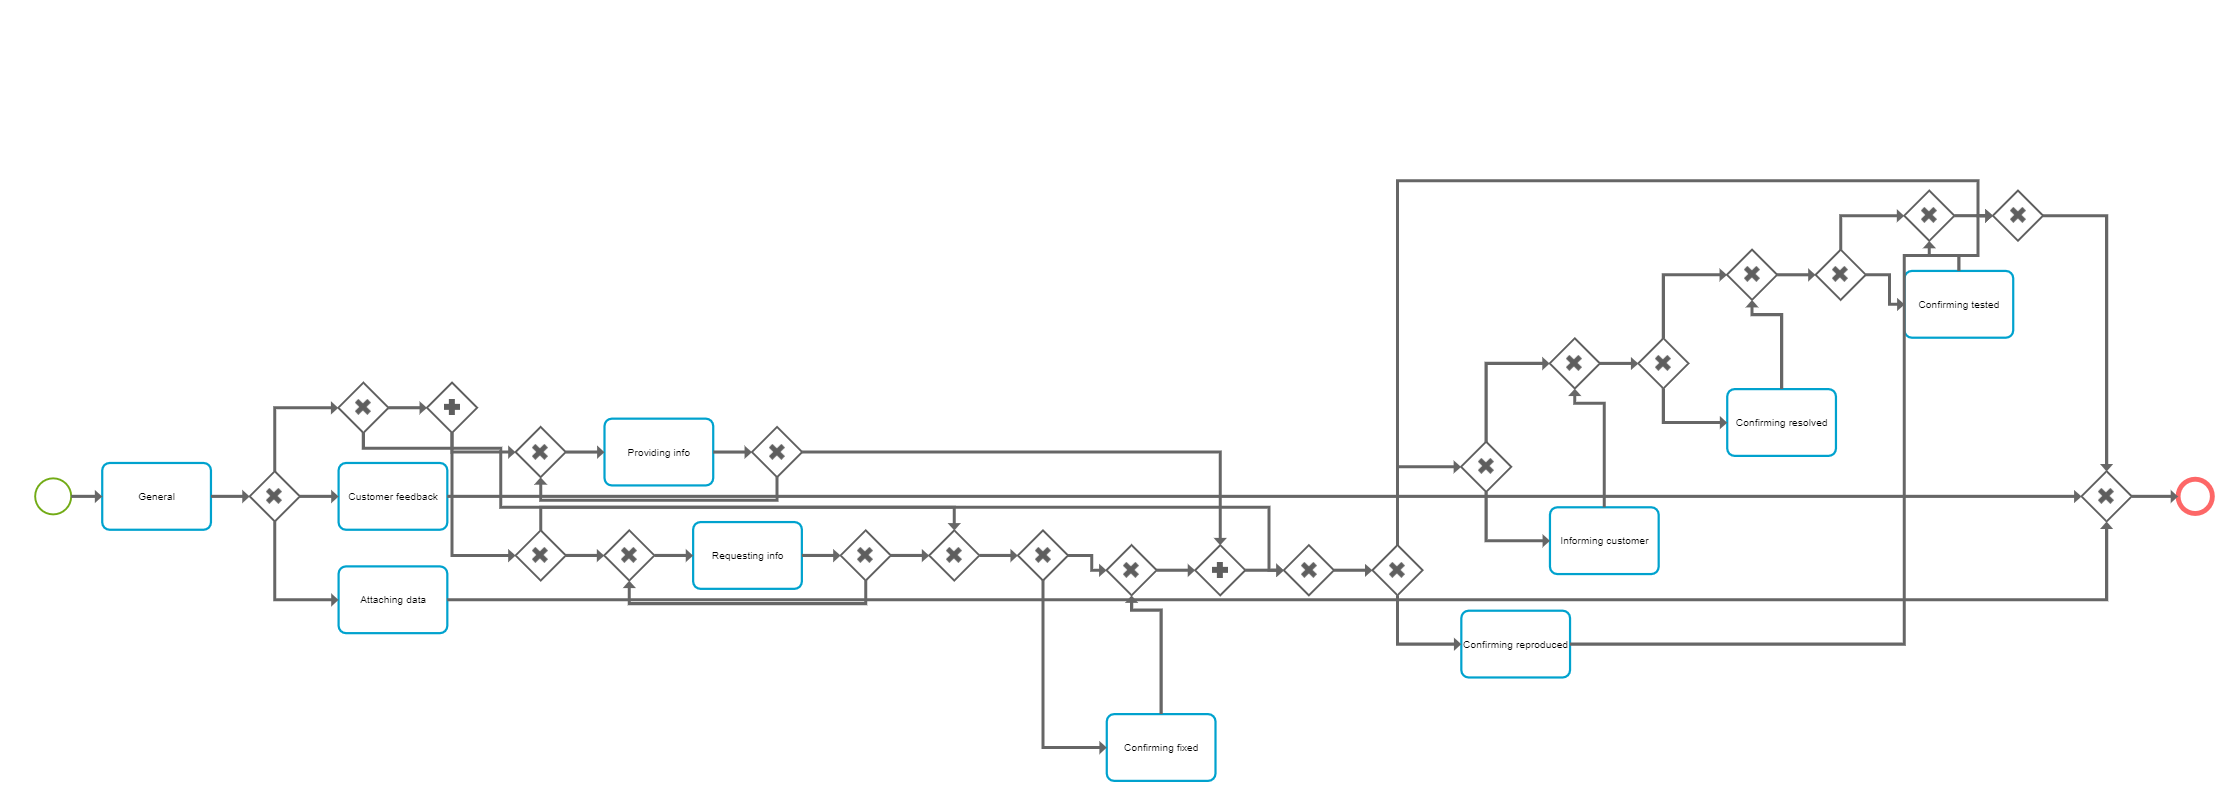 General
Customer feedback
Attaching data
Providing info
Requesting info
Confirming fixed
Confirming reproduced
Informing customer
Confirming resolved
Confirming tested